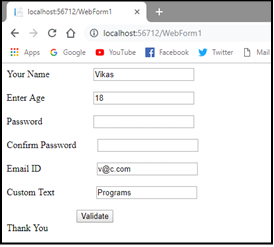 localhost:56712/WebForm1
localhost:56712/WebForm1
Apps Google YouTube Facebook Twitter Mail
Your Name Vikas
Enter Age 18
Password
Confirm Password
Email ID v@c.com
Custom Text Programs
Validate
Thank You